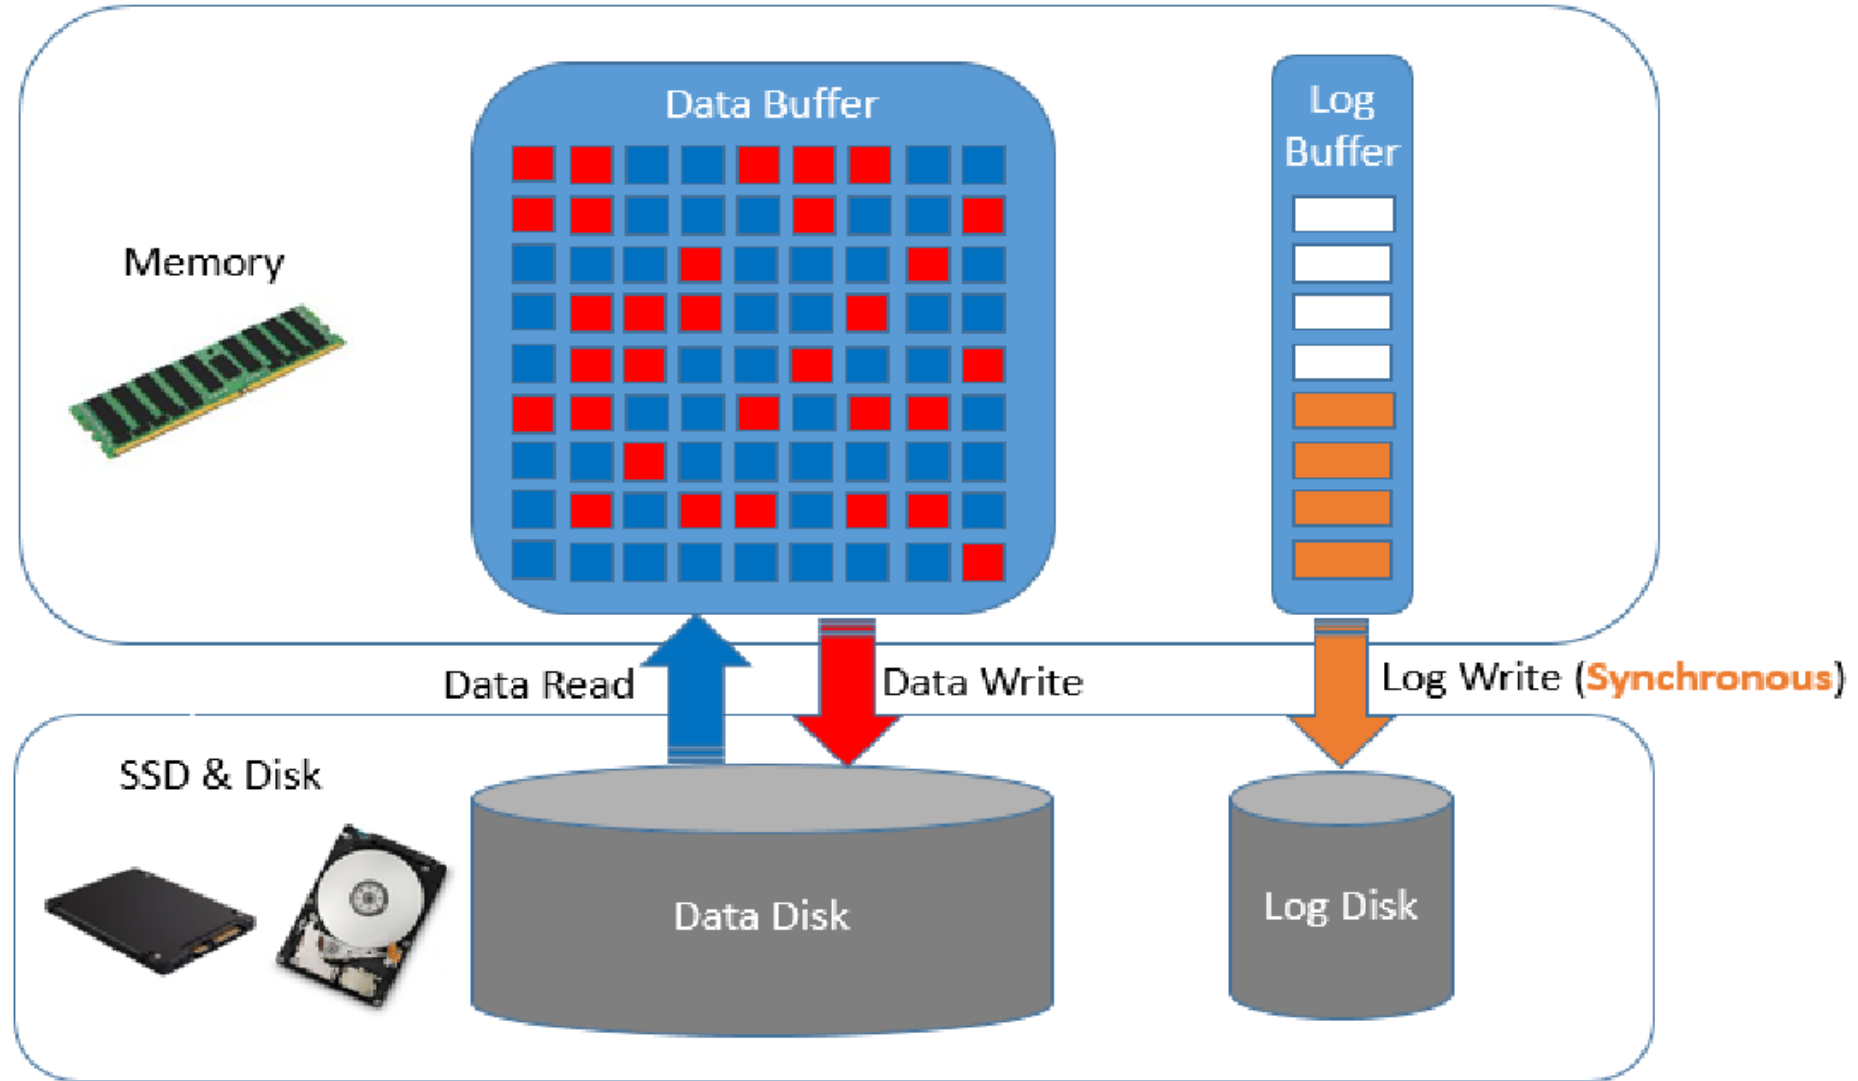 Data Buffer
Log
Buffer
Memory
Data Read
Data Write
Log Write (Synchronous)
SSD & Disk
Data Disk
Log Disk